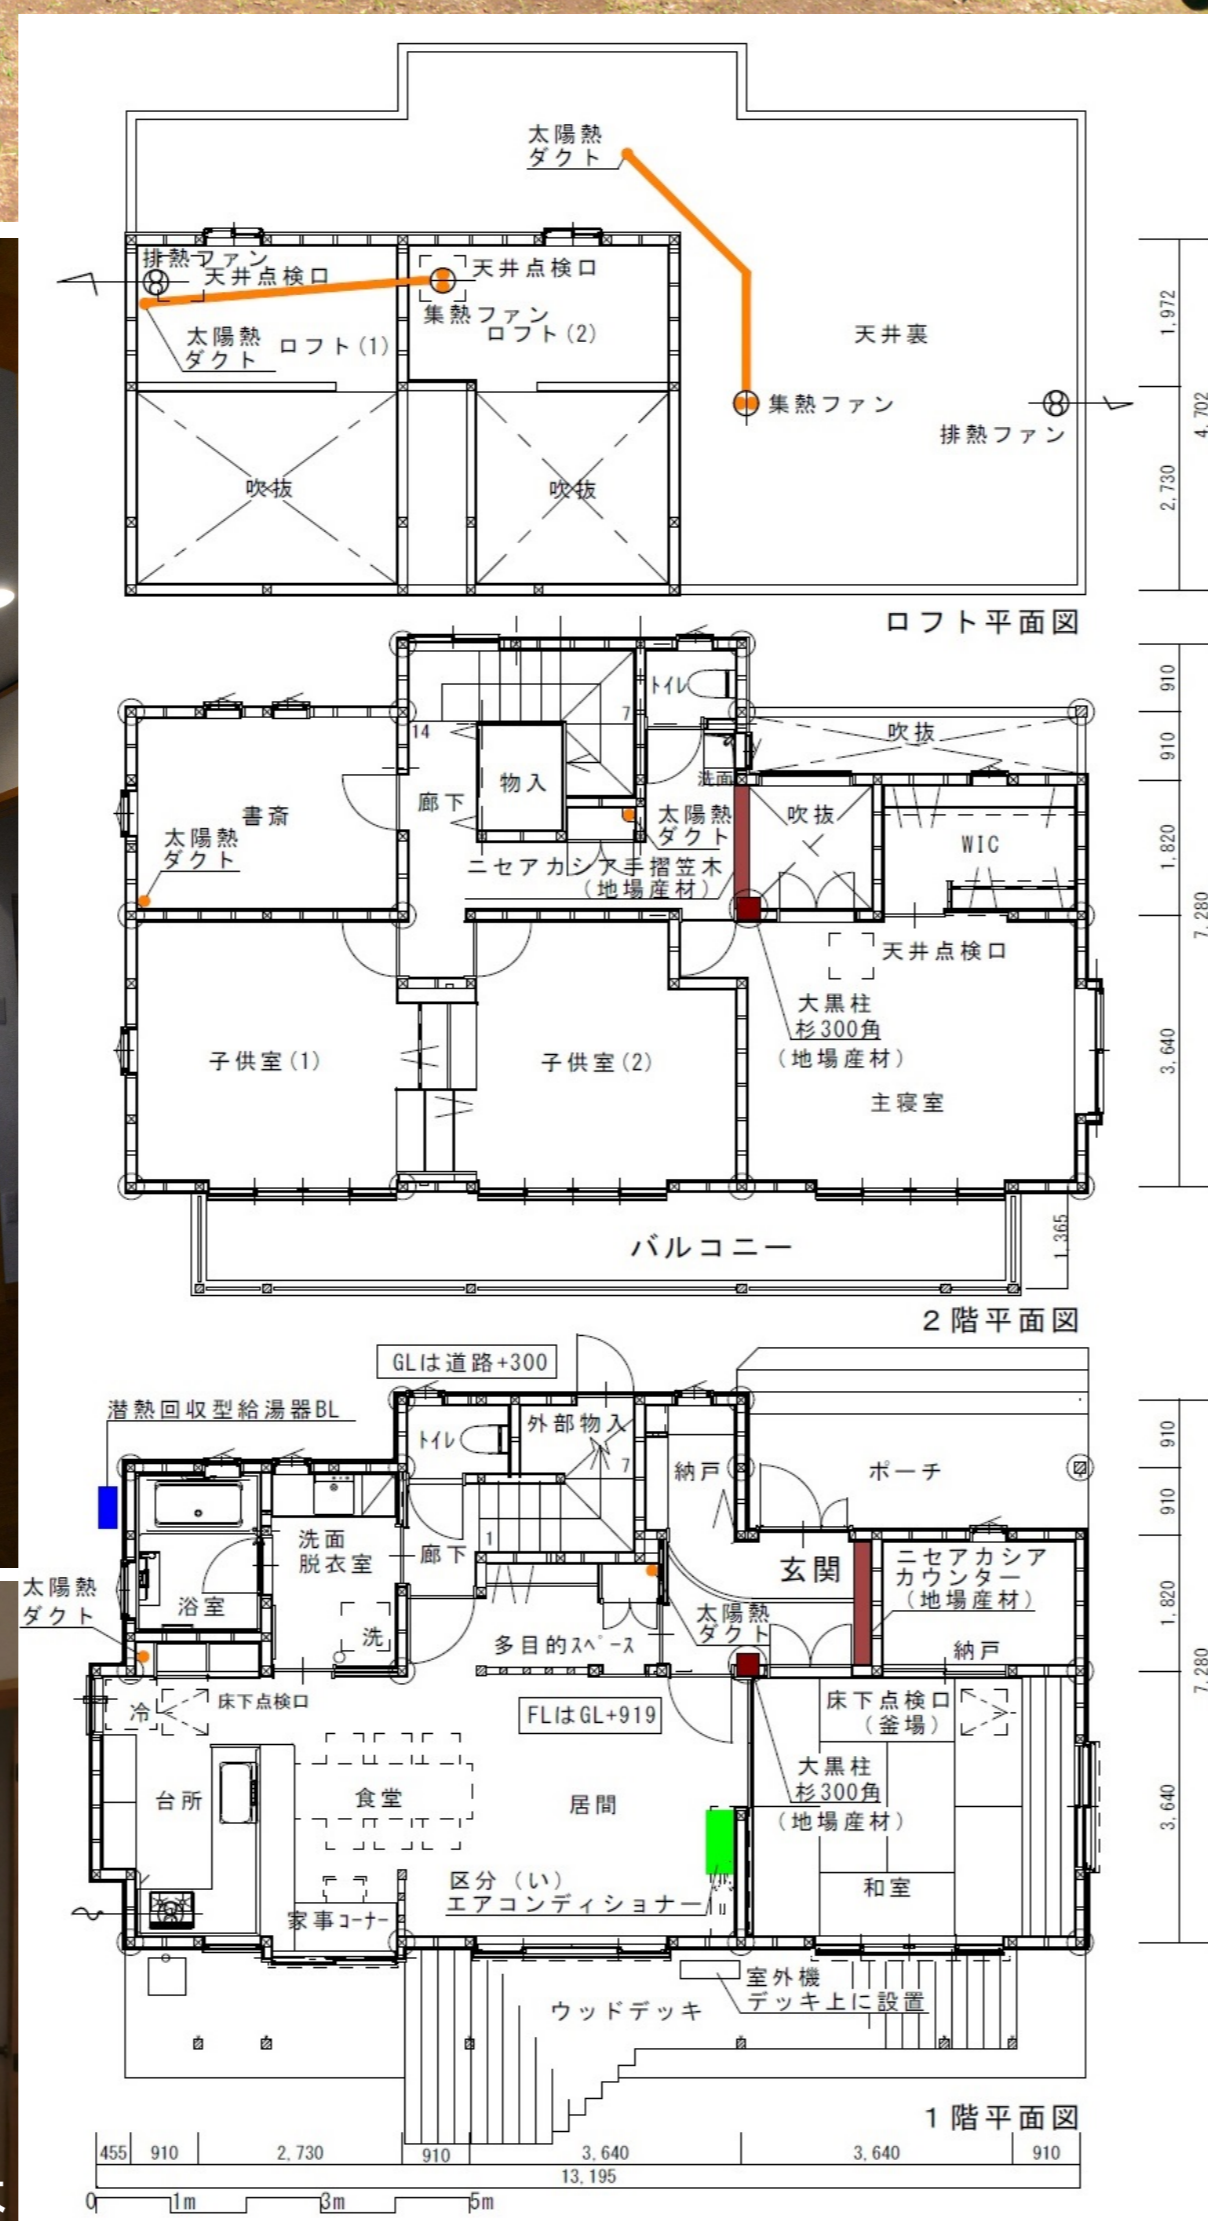 太陽熱
ダクト
排熱ファン
天井点検口
天井点検口
集熱ファン
太陽熱
ダクト
ロフト(1)
ロフト(2)
天井裏
集熱ファン
排熱ファン
吹抜
吹抜
1,972
2,730
4,702
ロフト平面図
トイレ
14
7
物入
廊下
洗面
吹抜
書斎
太陽熱
ダクト
太陽熱
ダクト
吹抜
WIC
ニセアカシア手摺笠木
(地場産材)
天井点検口
大黒柱
杉300角
(地場産材)
子供室(1)
子供室(2)
主寝室
バルコニー
1,365
910
910
1,820
3,640
7,280
2階平面図
GLは道路+300
潜熱回収型給湯器BL
トイレ
外部物入
7
納戸
ポーチ
洗面
脱衣室
廊下
1
玄関
ニセアカシア
カウンター
(地場産材)
太陽熱
ダクト
浴室
洗
多目的スペース
太陽熱
ダクト
納戸
冷
床下点検口
FLはGL+919
床下点検口
(釜場)
大黒柱
杉300角
(地場産材)
台所
食堂
居間
和室
区分(い)
エアコンディショナー
家事コーナー
室外機
デッキ上に設置
ウッドデッキ
910
910
1,820
3,640
7,280
1階平面図
455
910
2,730
910
3,640
3,640
910
13,195
0
1m
3m
5m